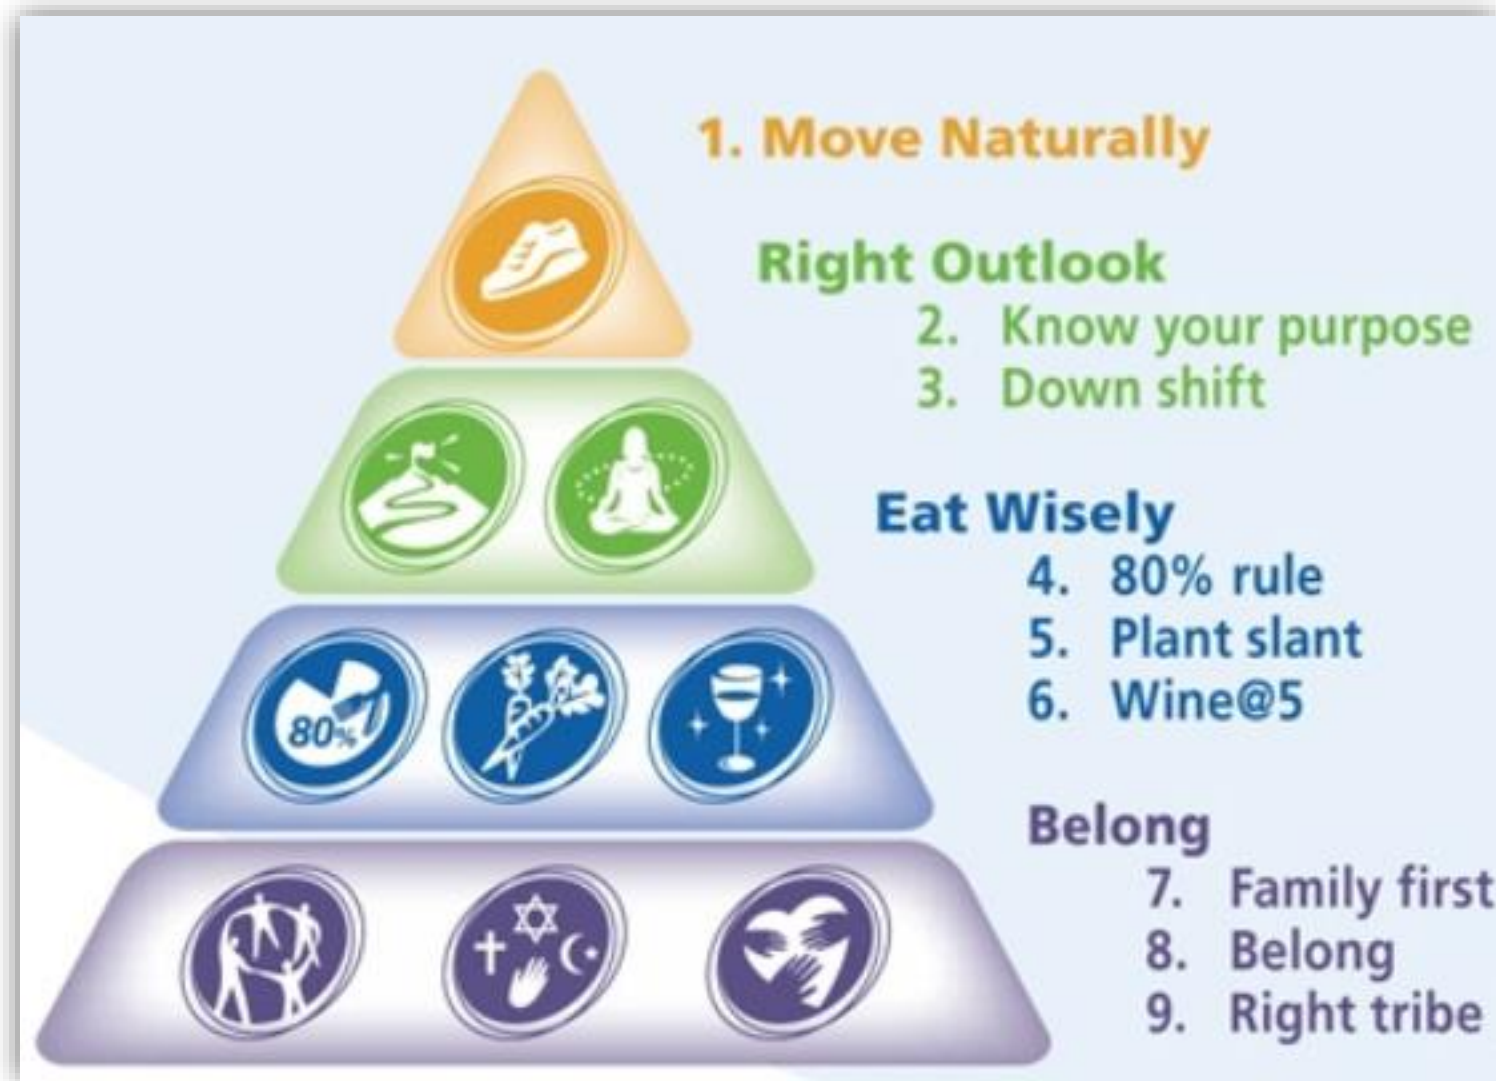 1. Move Naturally
Right Outlook
2. Know your purpose
3. Down shift
Eat Wisely
4. 80% rule
5. Plant slant
6. Wine@5
80%
Belong
7. Family first
8. Belong
9. Right tribe